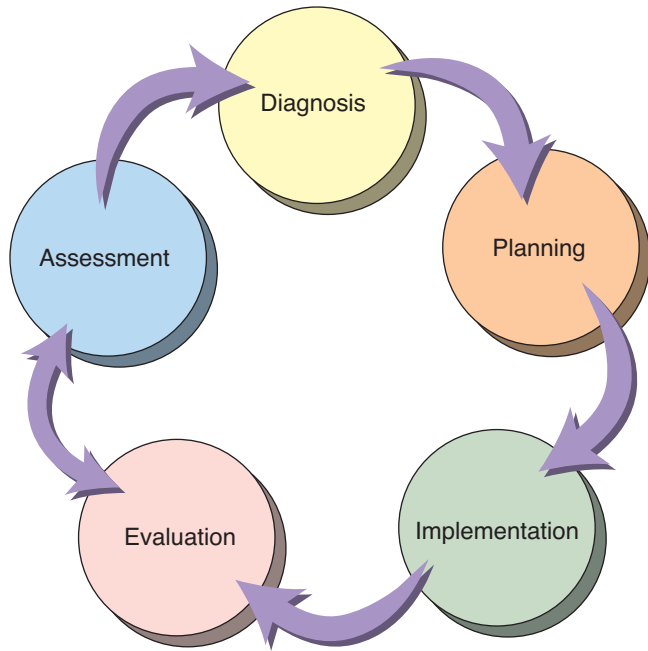 Diagnosis
Assessment
Planning
Evaluation
Implementation